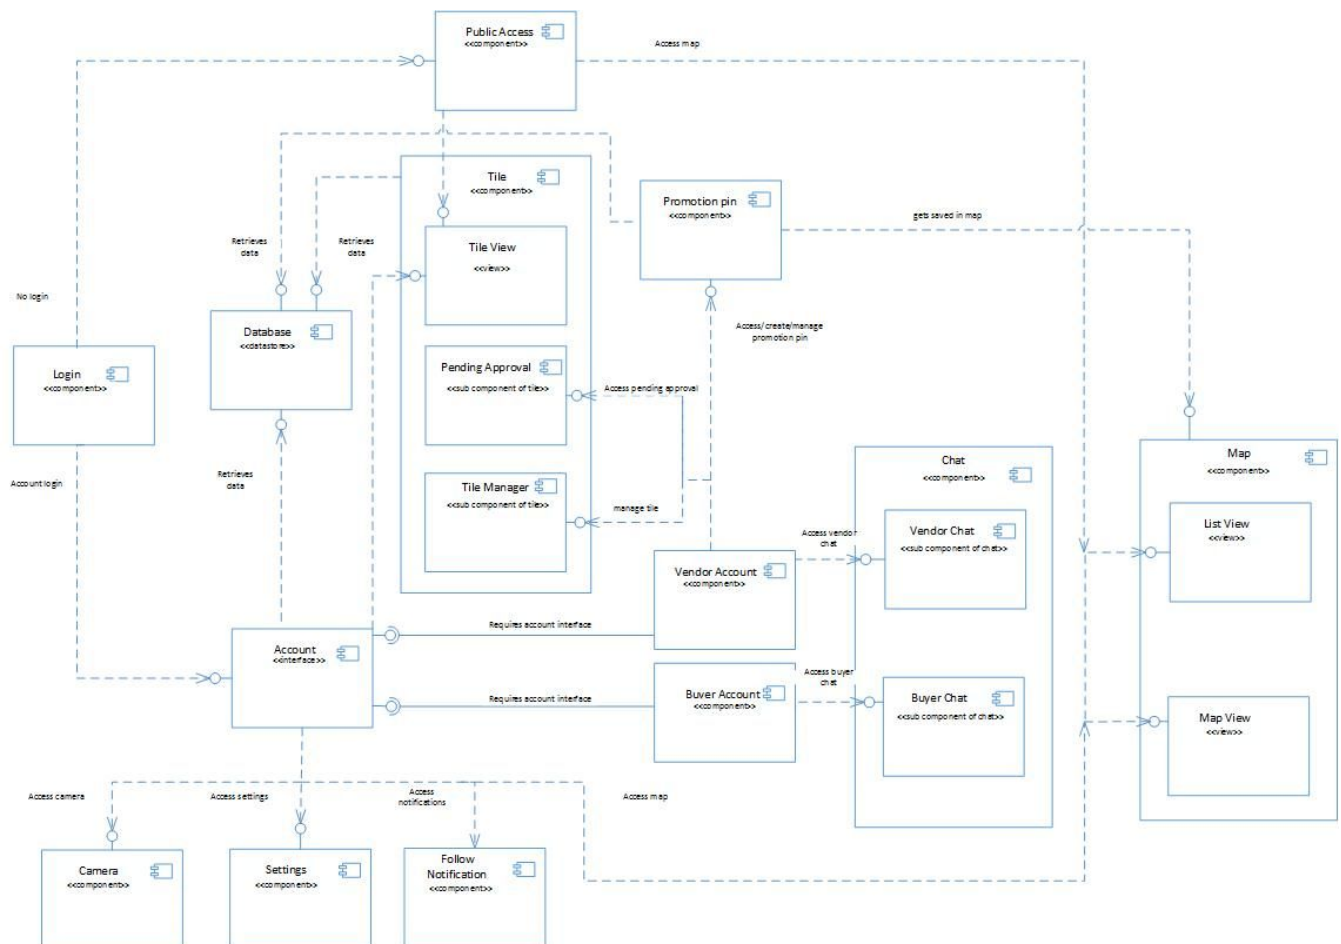 Public Access
<<component>>
Access map
Tile
<<component>>
Promotion pin
<<component>>
gets saved in map
Retrieves
data
Retrieves
data
Tile View
<<view>>
No login
Database
<<datastore>>
Access/create/manage
promotion pin
Login
<<component>>
Pending Approval
<<sub component of tile>>
Access pending approval
Account login
Retrieves
data
Tile Manager
<<sub component of tile>>
manage tile
Chat
<<component>>
Map
<<component>>
Access vendor
chat
Vendor Chat
<<sub component of chat>>
List View
<<view>>
Vendor Account
<<component>>
Requires account interface
Account
<<interface>>
Access buyer
chat
Requires account interface
Buyer Account
<<component>>
Buyer Chat
<<sub component of chat>>
Map View
<<view>>
Access camera
Access settings
Access
notifications
Access map
Camera
<<component>>
Settings
<<component>>
Follow
Notification
<<component>>